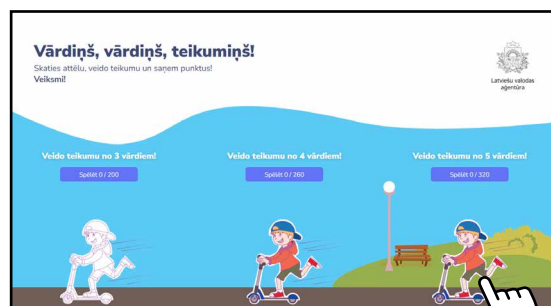 Vārdiņš, vārdiņš, teikumiņš!
Skaties attēlu, veido teikumu un saņem punktus!
Veiksmi!
Latviešu valodas
aģentūra
Veido teikumu no 3 vārdiem!
Spēlēt 0 / 200
Veido teikumu no 4 vārdiem!
Spēlēt 0 / 260
Veido teikumu no 5 vārdiem!
Spēlēt 0 / 320